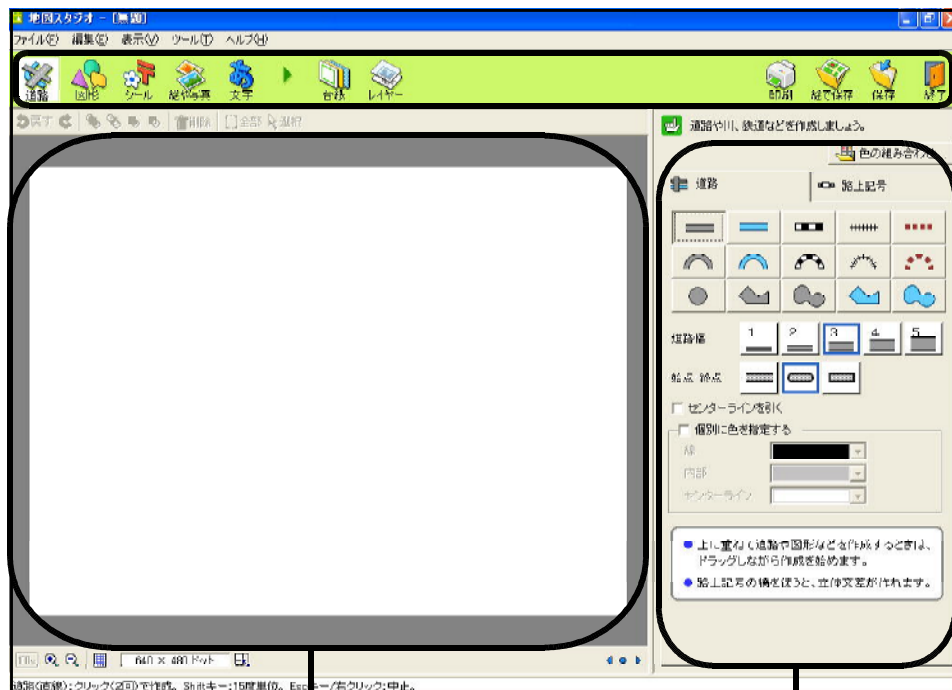 地図スタジオ - [無題]
ファイル(F) 編集(E) 表示(V) ツール(T) ヘルプ(H)
道路 図形 シール 絵や写真 文字 台紙 レイヤー 印刷 絵で保存 保存 終了
戻す 削除 全部 選択
道路や川、鉄道などを作成しましょう。
色の組み合わせ
道路 路上記号
道路幅 1 2 3 4 5
始点 終点
センターラインを引く
個別に色を指定する
線
内部
センターライン
上に重ねて道路や図形などを作成するときは、
ドラッグしながら作成を始めます。
路上記号の橋を使うと、立体交差が作れます。
640 × 480 ドット
道路(直線):クリック(2回)で作成。Shiftキー:15度単位。Escキー/右クリック:中止。